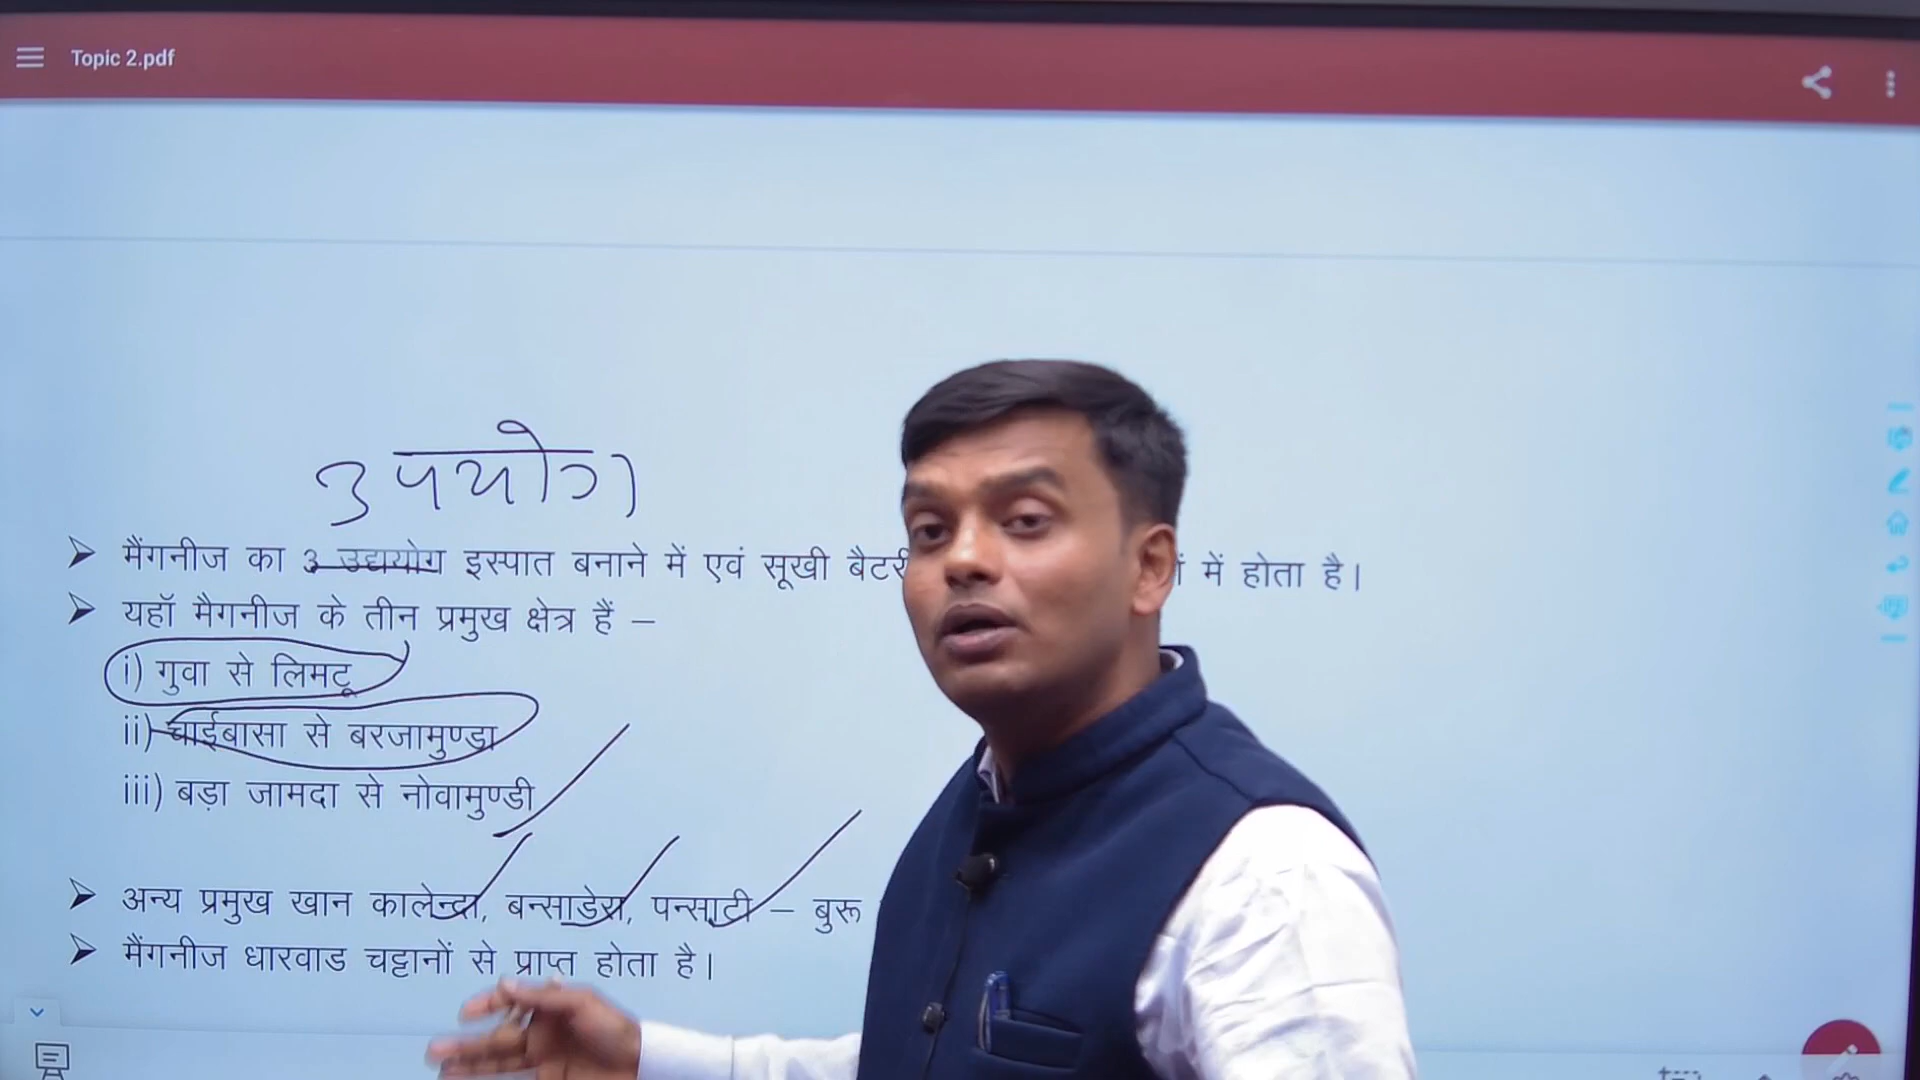 Topic 2.pdf
उपयोग
मैंगनीज का उद्यायोग इस्पात बनाने में एवं सूखी में होता है।
यहॉ मैगनीज के तीन प्रमुख क्षेत्र हैं –
i) गुवा से लिमटू
ii) चाईबासा से बरजामुण्डा
iii) बड़ा जामदा से नोवामुण्डी
अन्य प्रमुख खान कालेन्दा, बन्साडेरा, पन्साटी – बुरू
मैंगनीज धारवाड चट्टानों से प्राप्त होता है।